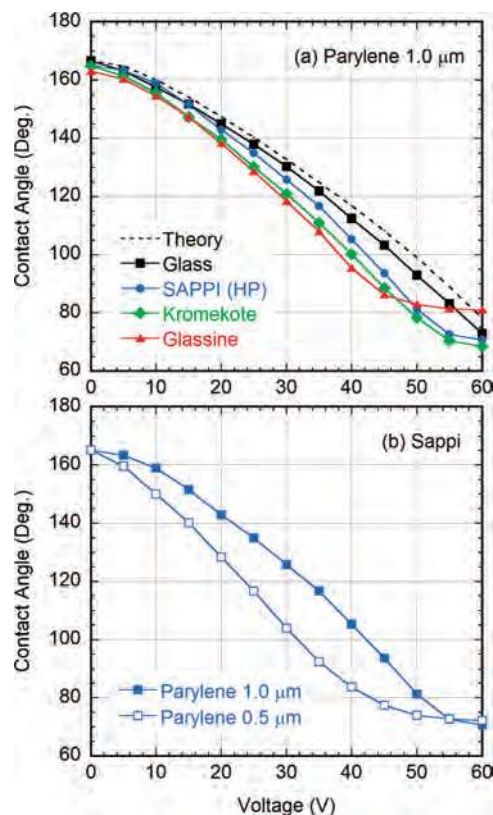 180
(a) Parylene 1.0 μm
160
140
120
100
80
60
Contact Angle (Deg.)
Theory
Glass
SAPPI (HP)
Kromekote
Glassine
0 10 20 30 40 50 60
180
(b) Sappi
160
140
120
100
80
60
Contact Angle (Deg.)
Parylene 1.0 μm
Parylene 0.5 μm
0 10 20 30 40 50 60
Voltage (V)